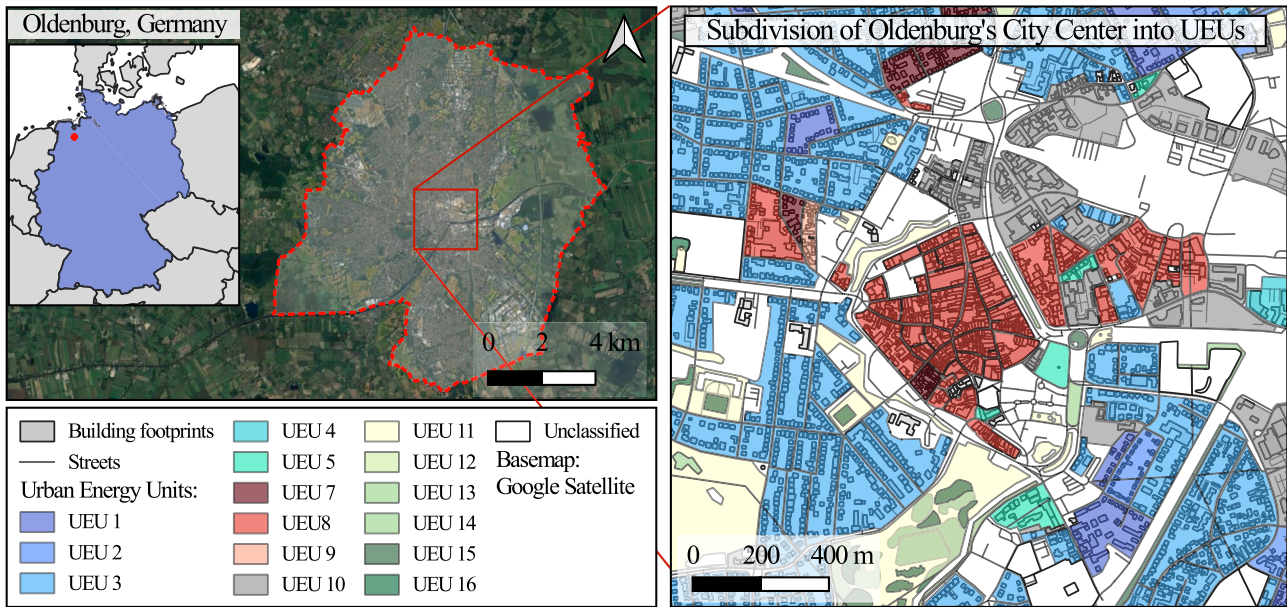 Oldenburg, Germany
0 2 4 km
Building footprints
Streets
Urban Energy Units:
UEU 1
UEU 2
UEU 3
UEU 4
UEU 5
UEU 7
UEU8
UEU 9
UEU 10
UEU 11
UEU 12
UEU 13
UEU 14
UEU 15
UEU 16
Unclassified
Basemap:
Google Satellite
Subdivision of Oldenburg's City Center into UEUs
0 200 400 m